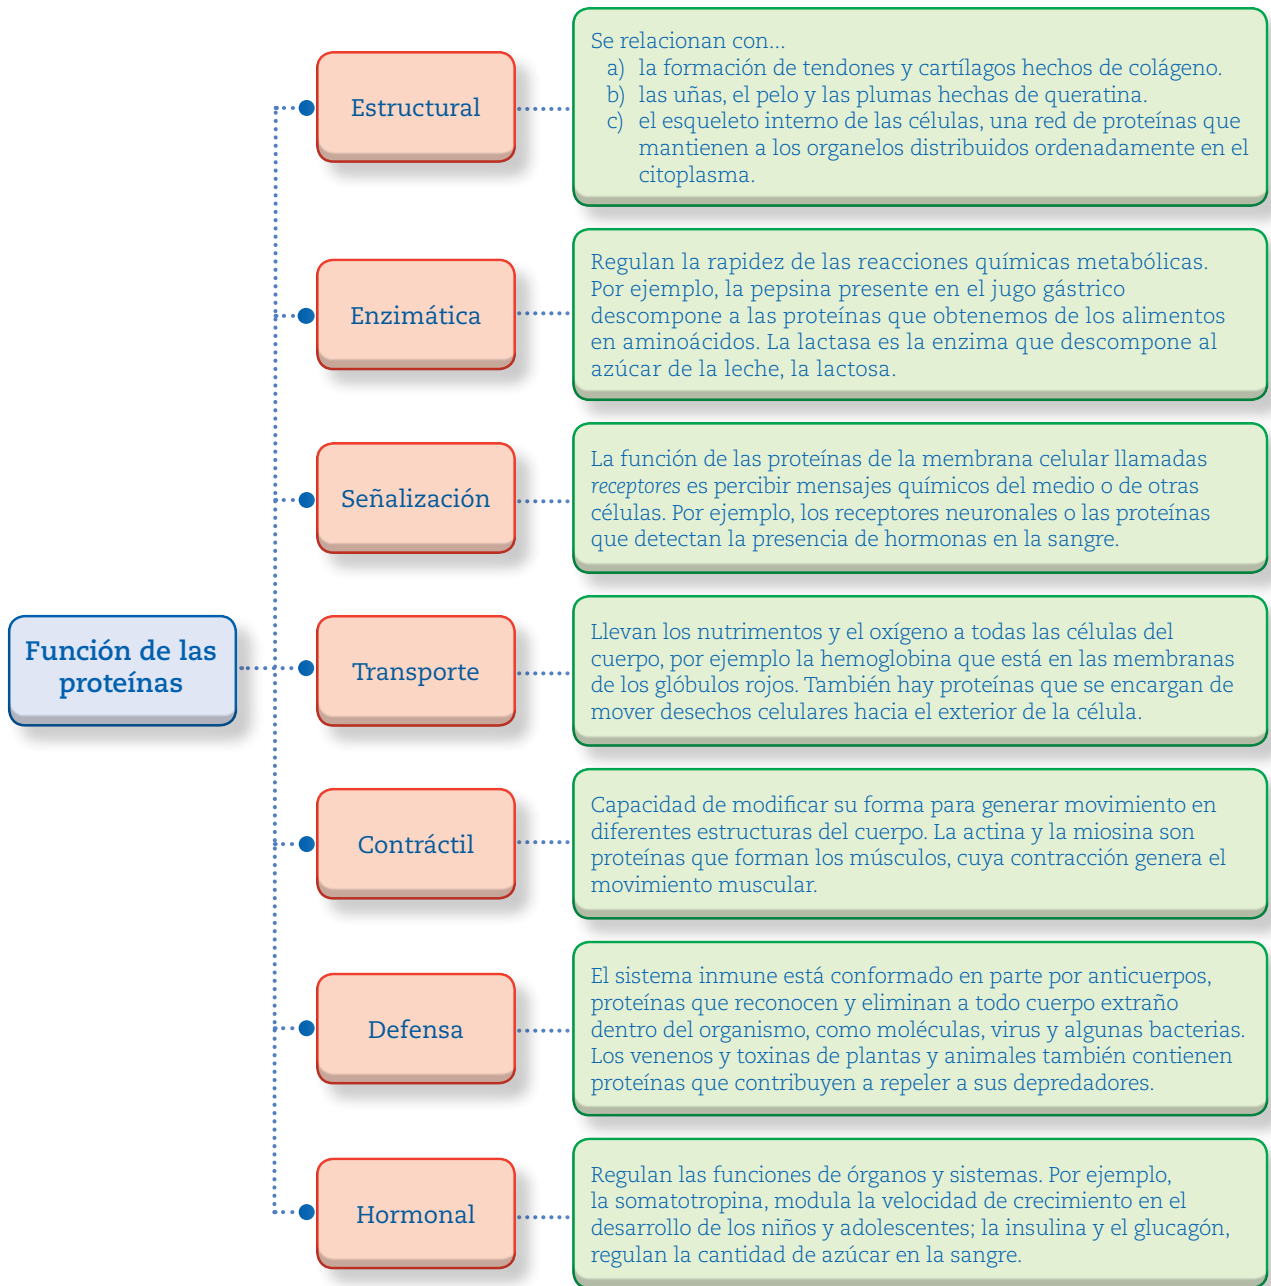 Función de las
proteínas
Estructural
Se relacionan con...
a) la formación de tendones y cartílagos hechos de colágeno.
b) las uñas, el pelo y las plumas hechas de queratina.
c) el esqueleto interno de las células, una red de proteínas que
mantienen a los organelos distribuidos ordenadamente en el
citoplasma.
Enzimática
Regulan la rapidez de las reacciones químicas metabólicas.
Por ejemplo, la pepsina presente en el jugo gástrico
descompone a las proteínas que obtenemos de los alimentos
en aminoácidos. La lactasa es la enzima que descompone al
azúcar de la leche, la lactosa.
Señalización
La función de las proteínas de la membrana celular llamadas
receptores es percibir mensajes químicos del medio o de otras
células. Por ejemplo, los receptores neuronales o las proteínas
que detectan la presencia de hormonas en la sangre.
Transporte
Llevan los nutrimentos y el oxígeno a todas las células del
cuerpo, por ejemplo la hemoglobina que está en las membranas
de los glóbulos rojos. También hay proteínas que se encargan de
mover desechos celulares hacia el exterior de la célula.
Contráctil
Capacidad de modificar su forma para generar movimiento en
diferentes estructuras del cuerpo. La actina y la miosina son
proteínas que forman los músculos, cuya contracción genera el
movimiento muscular.
Defensa
El sistema inmune está conformado en parte por anticuerpos,
proteínas que reconocen y eliminan a todo cuerpo extraño
dentro del organismo, como moléculas, virus y algunas bacterias.
Los venenos y toxinas de plantas y animales también contienen
proteínas que contribuyen a repeler a sus depredadores.
Hormonal
Regulan las funciones de órganos y sistemas. Por ejemplo,
la somatotropina, modula la velocidad de crecimiento en el
desarrollo de los niños y adolescentes; la insulina y el glucagón,
regulan la cantidad de azúcar en la sangre.